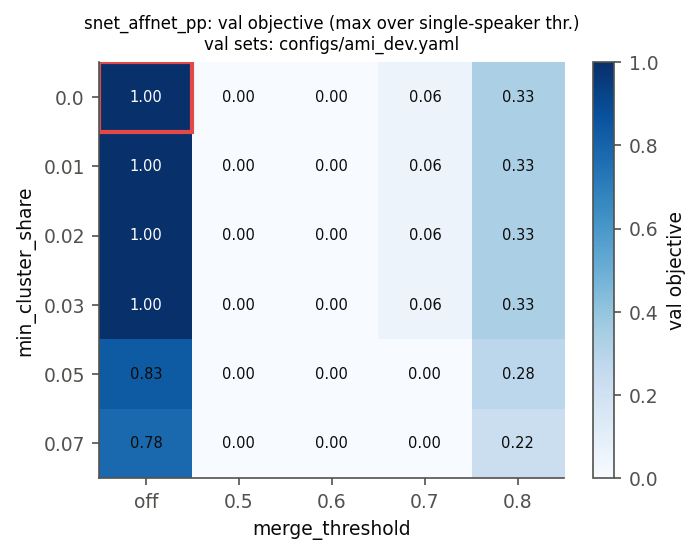 snet_affnet_pp: val objective (max over single-speaker thr.)
val sets: configs/ami_dev.yaml
min_cluster_share
0.0 1.00 0.00 0.00 0.06 0.33
0.01 1.00 0.00 0.00 0.06 0.33
0.02 1.00 0.00 0.00 0.06 0.33
0.03 1.00 0.00 0.00 0.06 0.33
0.05 0.83 0.00 0.00 0.00 0.28
0.07 0.78 0.00 0.00 0.00 0.22
off 0.5 0.6 0.7 0.8
merge_threshold
1.0
0.8
0.6
0.4
0.2
0.0
val objective